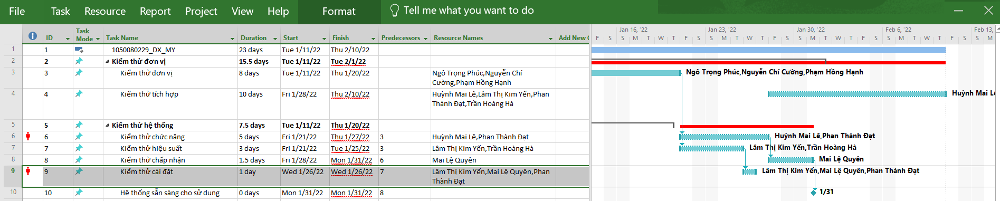 File Task Resource Report Project View Help Format Tell me what you want to do
ID Task Mode Task Name Duration Start Finish Predecessors Resource Names Add New C
Jan 16, '22 Jan 23, '22 Jan 30, '22 Feb 6, '22 Feb 13,
F S S M T W T F S S M T W T F S S M T W T F S S M T W T F S S M
1 1 1050080229_DX_MY 23 days Tue 1/11/22 Thu 2/10/22
2 2 Kiểm thử đơn vị 15.5 days Tue 1/11/22 Tue 2/1/22
3 3 Kiểm thử đơn vị 8 days Tue 1/11/22 Thu 1/20/22 Ngô Trọng Phúc,Nguyễn Chí
Cường,Phạm Hồng Hạnh
Ngô Trọng Phúc,Nguyễn Chí Cường,Phạm Hồng Hạnh
4 4 Kiểm thử tích hợp 10 days Fri 1/28/22 Thu 2/10/22 Huỳnh Mai Lê,Lâm Thị Kim Yến,Phan
Thành Đạt,Trần Hoàng Hà
Huỳnh Mai Lê
5 5 Kiểm thử hệ thống 7.5 days Tue 1/11/22 Thu 1/20/22
6 6 Kiểm thử chức năng 5 days Fri 1/21/22 Thu 1/27/22 3 Huỳnh Mai Lê,Phan Thành Đạt
Huỳnh Mai Lê,Phan Thành Đạt
7 7 Kiểm thử hiệu suất 3 days Fri 1/21/22 Tue 1/25/22 3 Lâm Thị Kim Yến,Trần Hoàng Hà
Lâm Thị Kim Yến,Trần Hoàng Hà
8 8 Kiểm thử chấp nhận 1.5 days Fri 1/28/22 Mon 1/31/22 6 Mai Lệ Quyên
Mai Lệ Quyên
9 9 Kiểm thử cài đặt 1 day Wed 1/26/22 Wed 1/26/22 7 Lâm Thị Kim Yến,Mai Lệ Quyên,Phan
Thành Đạt
Lâm Thị Kim Yến,Mai Lệ Quyên,Phan Thành Đạt
10 10 Hệ thống sẵn sàng cho sử dụng 0 days Mon 1/31/22 Mon 1/31/22 8
1/31